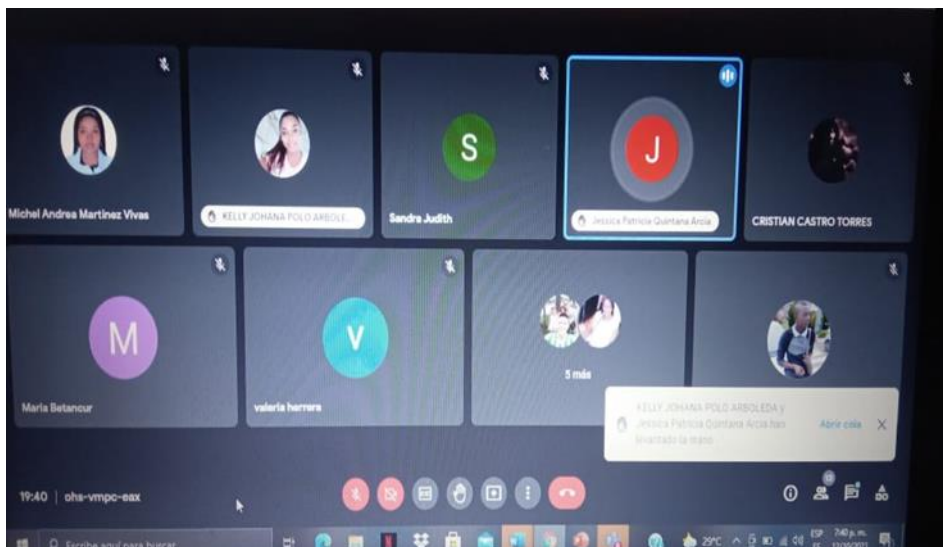 Michel Andrea Martinez Vivas
KELLY JOHANA POLO ARBOLE...
S
Sandra Judith
J
Jessica Patricia Quintana Arcia
CRISTIAN CASTRO TORRES
M
Maria Betancur
V
valeria herrera
5 más
KELLY JOHANA POLO ARBOLEDA y
Jessica Patricia Quintana Arcia han
levantado la mano
Abrir cola
19:40 | ohs-vmpc-eax
Escribe aquí para buscar
29°C
ESP
7:40 p. m.